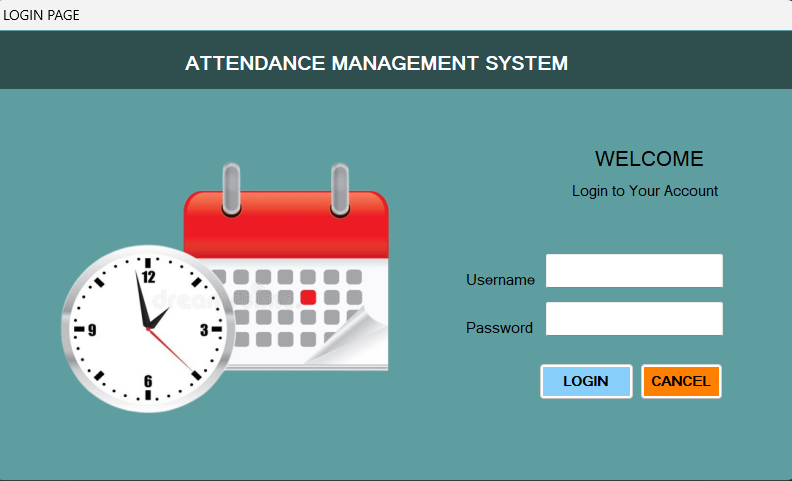 LOGIN PAGE
ATTENDANCE MANAGEMENT SYSTEM
WELCOME
Login to Your Account
Username
Password
LOGIN
CANCEL
12
9
3
6